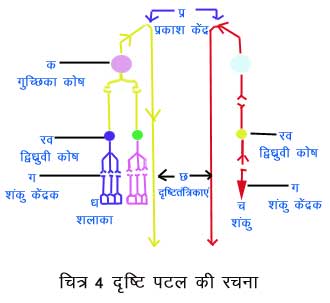 प्र
प्रकाश केंद्र
क
गुच्छिका कोष
रव
द्विध्रुवी कोष
रव
द्विध्रुवी कोष
ग
शंकु केंद्रक
ध
शलाका
छ
दृष्टितंत्रिकाएं
च
शंकु
ग
शंकु केंद्रक
चित्र 4 दृष्टि पटल की रचना